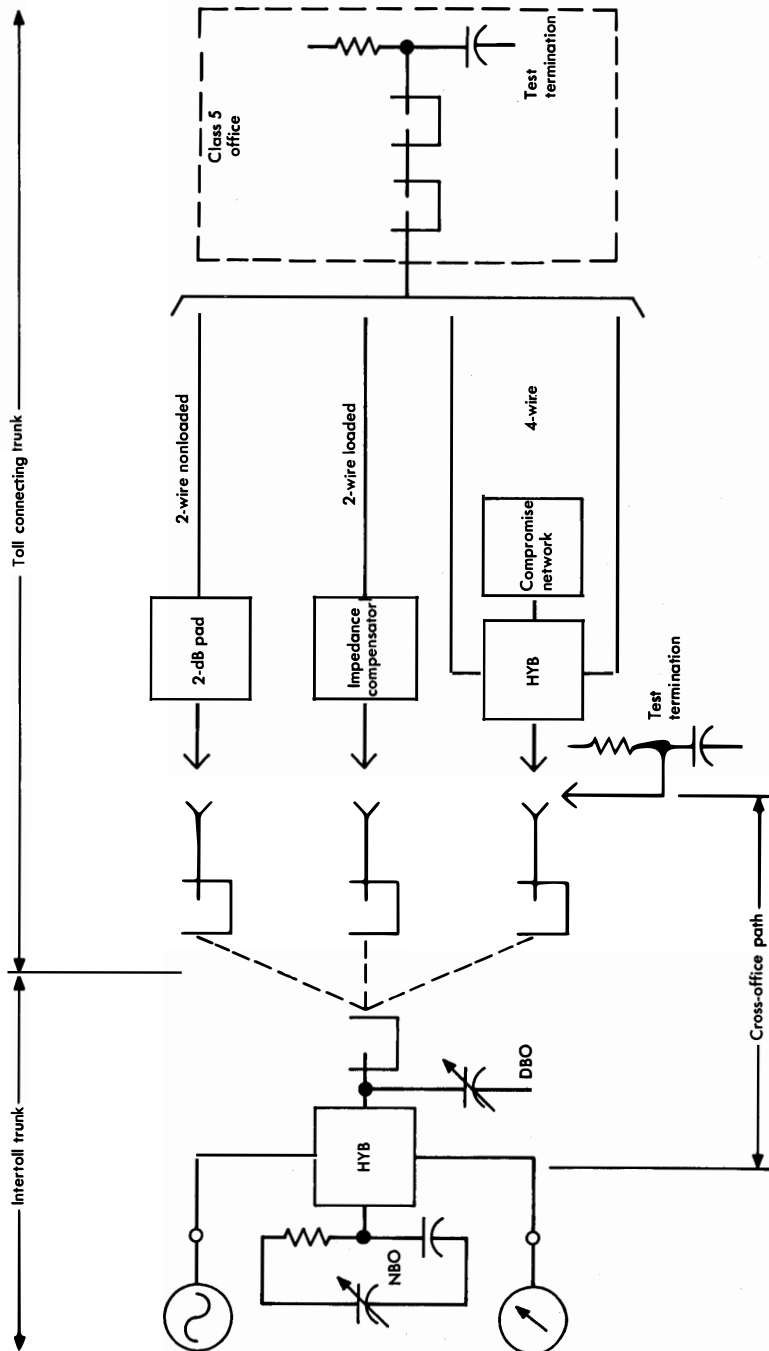 Intertoll trunk
Toll connecting trunk
Class 5
office
Test
termination
2-wire nonloaded
2-dB pad
2-wire loaded
Impedance
compensator
4-wire
Compromise
network
HYB
Test
termination
HYB
NBO
DBO
Cross-office path